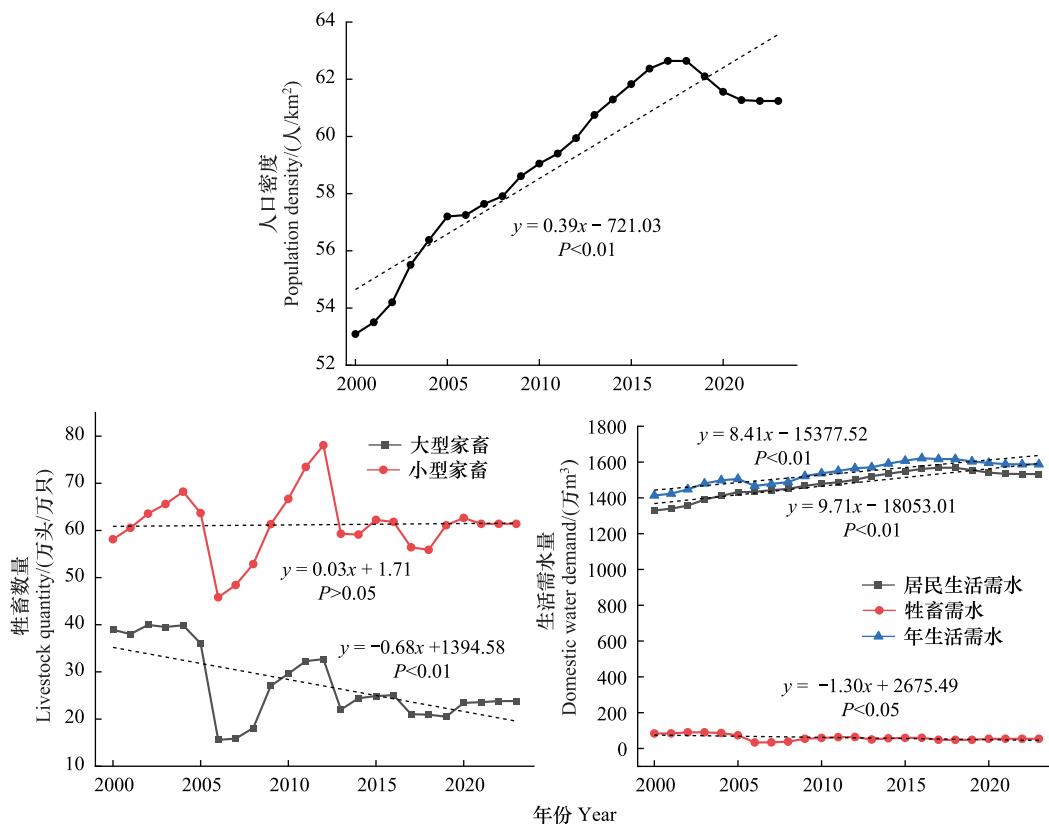 64
62
60
58
56
54
52
人口密度
Population density/(人/km²)
y = 0.39x − 721.03
P<0.01
2000 2005 2010 2015 2020
80
70
60
50
40
30
20
10
牲畜数量
Livestock quantity/(万头/万只)
大型家畜
小型家畜
y = 0.03x + 1.71
P>0.05
y = −0.68x +1394.58
P<0.01
2000 2005 2010 2015 2020
1800
1600
1400
1200
1000
800
600
400
200
0
生活需水量
Domestic water demand/(万m³)
y = 8.41x − 15377.52
P<0.01
y = 9.71x − 18053.01
P<0.01
居民生活需水
牲畜需水
年生活需水
y = −1.30x + 2675.49
P<0.05
2000 2005 2010 2015 2020
年份 Year